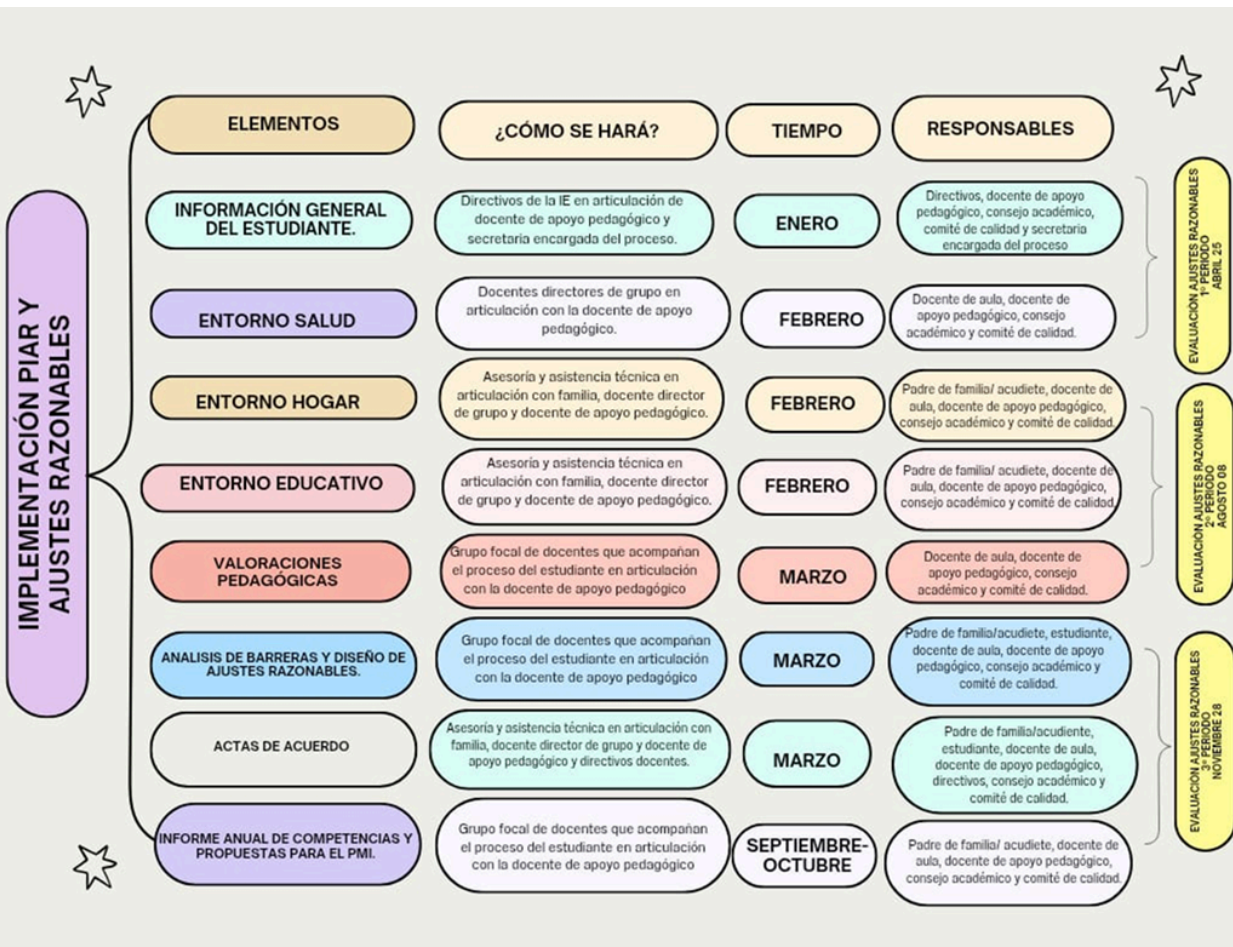 IMPLEMENTACIÓN PIAR Y
AJUSTES RAZONABLES
ELEMENTOS
¿CÓMO SE HARÁ?
TIEMPO
RESPONSABLES
INFORMACIÓN GENERAL
DEL ESTUDIANTE.
Directivos de la IE en articulación de
docente de apoyo pedagógico y
secretaria encargada del proceso.
ENERO
Directivos, docente de apoyo
pedagógico, consejo académico,
comité de calidad y secretaria
encargada del proceso
ENTORNO SALUD
Docentes directores de grupo en
articulación con la docente de apoyo
pedagógico.
FEBRERO
Docente de aula, docente de
apoyo pedagógico, consejo
académico y comité de calidad.
ENTORNO HOGAR
Asesoría y asistencia técnica en
articulación con familia, docente director
de grupo y docente de apoyo pedagógico.
FEBRERO
Padre de familia/ acudiete, docente de
aula, docente de apoyo pedagógico,
consejo académico y comité de calidad.
ENTORNO EDUCATIVO
Asesoría y asistencia técnica en
articulación con familia, docente director
de grupo y docente de apoyo pedagógico.
FEBRERO
Padre de familia/ acudiete, docente de
aula, docente de apoyo pedagógico,
consejo académico y comité de calidad.
VALORACIONES
PEDAGÓGICAS
Grupo focal de docentes que acompañan
el proceso del estudiante en articulación
con la docente de apoyo pedagógico
MARZO
Docente de aula, docente de
apoyo pedagógico, consejo
académico y comité de calidad.
ANALISIS DE BARRERAS Y DISEÑO DE
AJUSTES RAZONABLES.
Grupo focal de docentes que acompañan
el proceso del estudiante en articulación
con la docente de apoyo pedagógico
MARZO
Padre de familia/acudiete, estudiante,
docente de aula, docente de apoyo
pedagógico, consejo académico y
comité de calidad.
ACTAS DE ACUERDO
Asesoría y asistencia técnica en articulación con
familia, docente director de grupo y docente de
apoyo pedagógico y directivos docentes.
MARZO
Padre de familia/acudiente,
estudiante, docente de aula,
docente de apoyo pedagógico,
directivos, consejo académico y
comité de calidad.
INFORME ANUAL DE COMPETENCIAS Y
PROPUESTAS PARA EL PMI.
Grupo focal de docentes que acompañan
el proceso del estudiante en articulación
con la docente de apoyo pedagógico
SEPTIEMBRE-
OCTUBRE
Padre de familia/ acudiete, docente de
aula, docente de apoyo pedagógico,
consejo académico y comité de calidad.
EVALUACIÓN AJUSTES RAZONABLES
1º PERIODO
ABRIL 25
EVALUACIÓN AJUSTES RAZONABLES
2º PERIODO
AGOSTO 08
EVALUACIÓN AJUSTES RAZONABLES
3º PERIODO
NOVIEMBRE 28